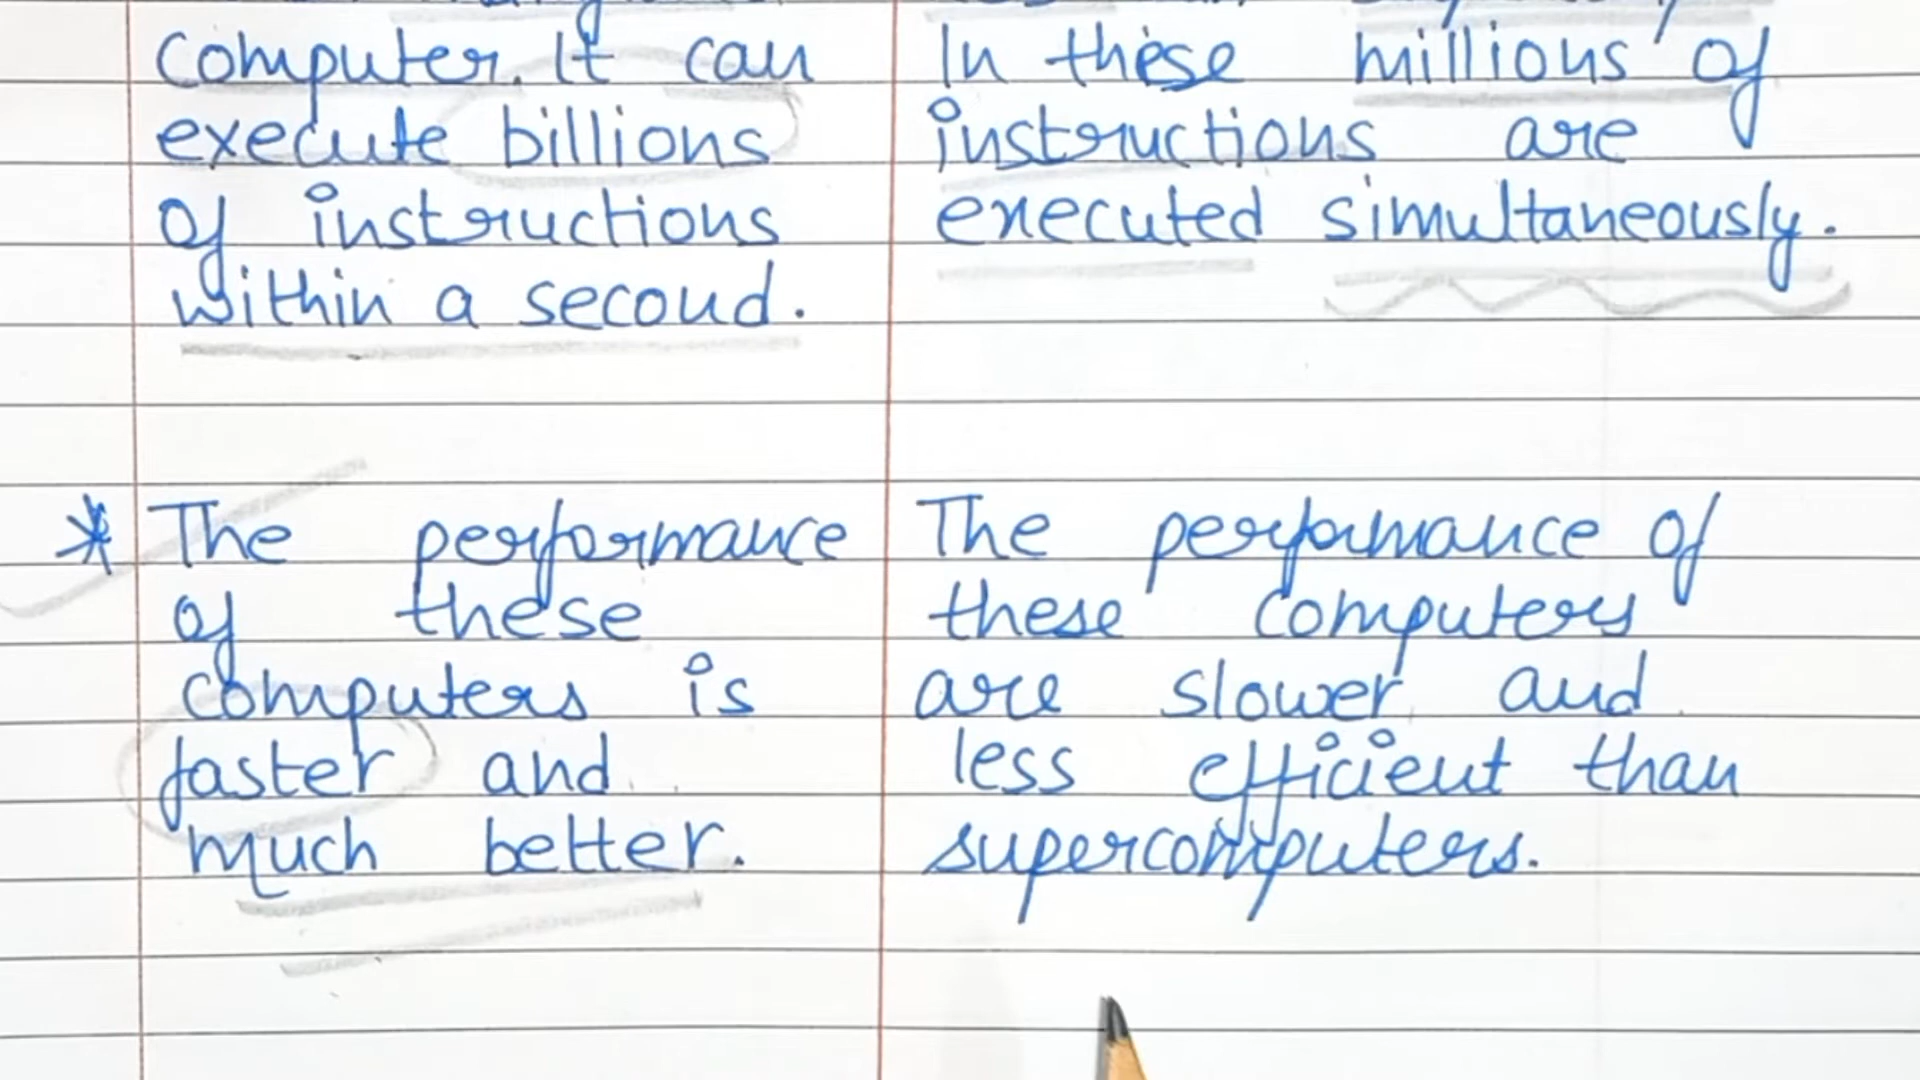 computer. It can
execute billions
of instructions
within a second.
In these millions of
instructions are
executed simultaneously.
* The performance
of these
computers is
faster and
much better.
The performance of
these computers
are slower and
less efficient than
supercomputers.